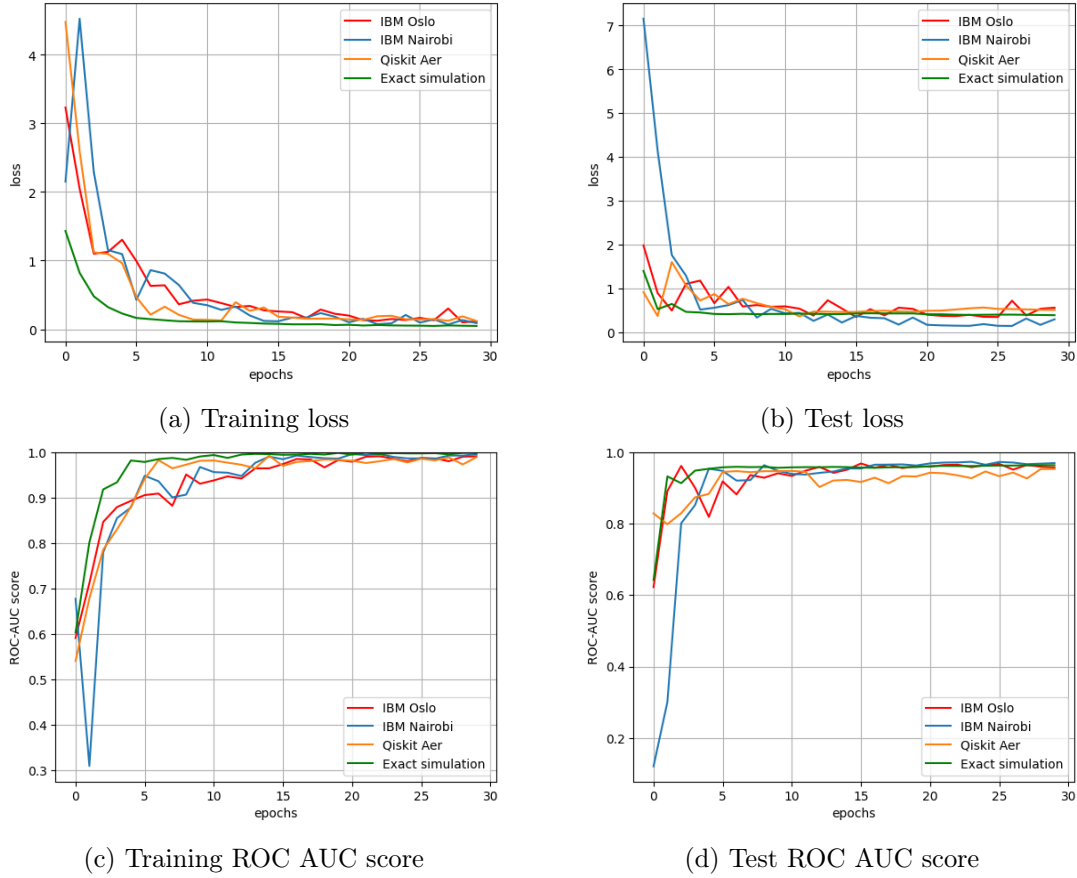 IBM Oslo
IBM Nairobi
Qiskit Aer
Exact simulation
loss
4
3
2
1
0
0 5 10 15 20 25 30
epochs
(a) Training loss
IBM Oslo
IBM Nairobi
Qiskit Aer
Exact simulation
loss
7
6
5
4
3
2
1
0
0 5 10 15 20 25 30
epochs
(b) Test loss
ROC-AUC score
1.0
0.9
0.8
0.7
0.6
0.5
0.4
0.3
IBM Oslo
IBM Nairobi
Qiskit Aer
Exact simulation
0 5 10 15 20 25 30
epochs
(c) Training ROC AUC score
ROC-AUC score
1.0
0.8
0.6
0.4
0.2
IBM Oslo
IBM Nairobi
Qiskit Aer
Exact simulation
0 5 10 15 20 25 30
epochs
(d) Test ROC AUC score